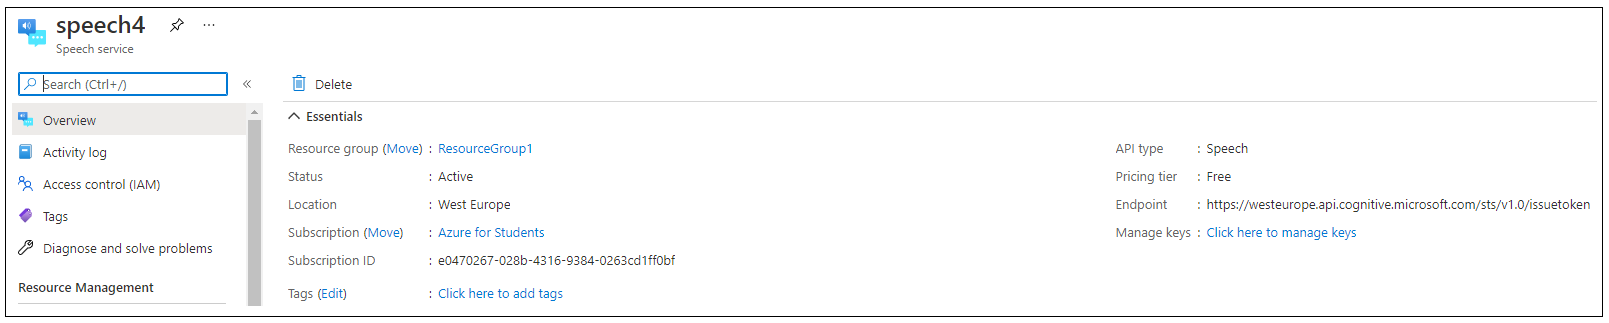 speech4 ...
Speech service
Search (Ctrl+/)
«
Overview
Activity log
Access control (IAM)
Tags
Diagnose and solve problems
Resource Management
Delete
Essentials
Resource group (Move) : ResourceGroup1
Status : Active
Location : West Europe
Subscription (Move) : Azure for Students
Subscription ID : e0470267-028b-4316-9384-0263cd1ff0bf
Tags (Edit) : Click here to add tags
API type : Speech
Pricing tier : Free
Endpoint : https://westeurope.api.cognitive.microsoft.com/sts/v1.0/issuetoken
Manage keys : Click here to manage keys